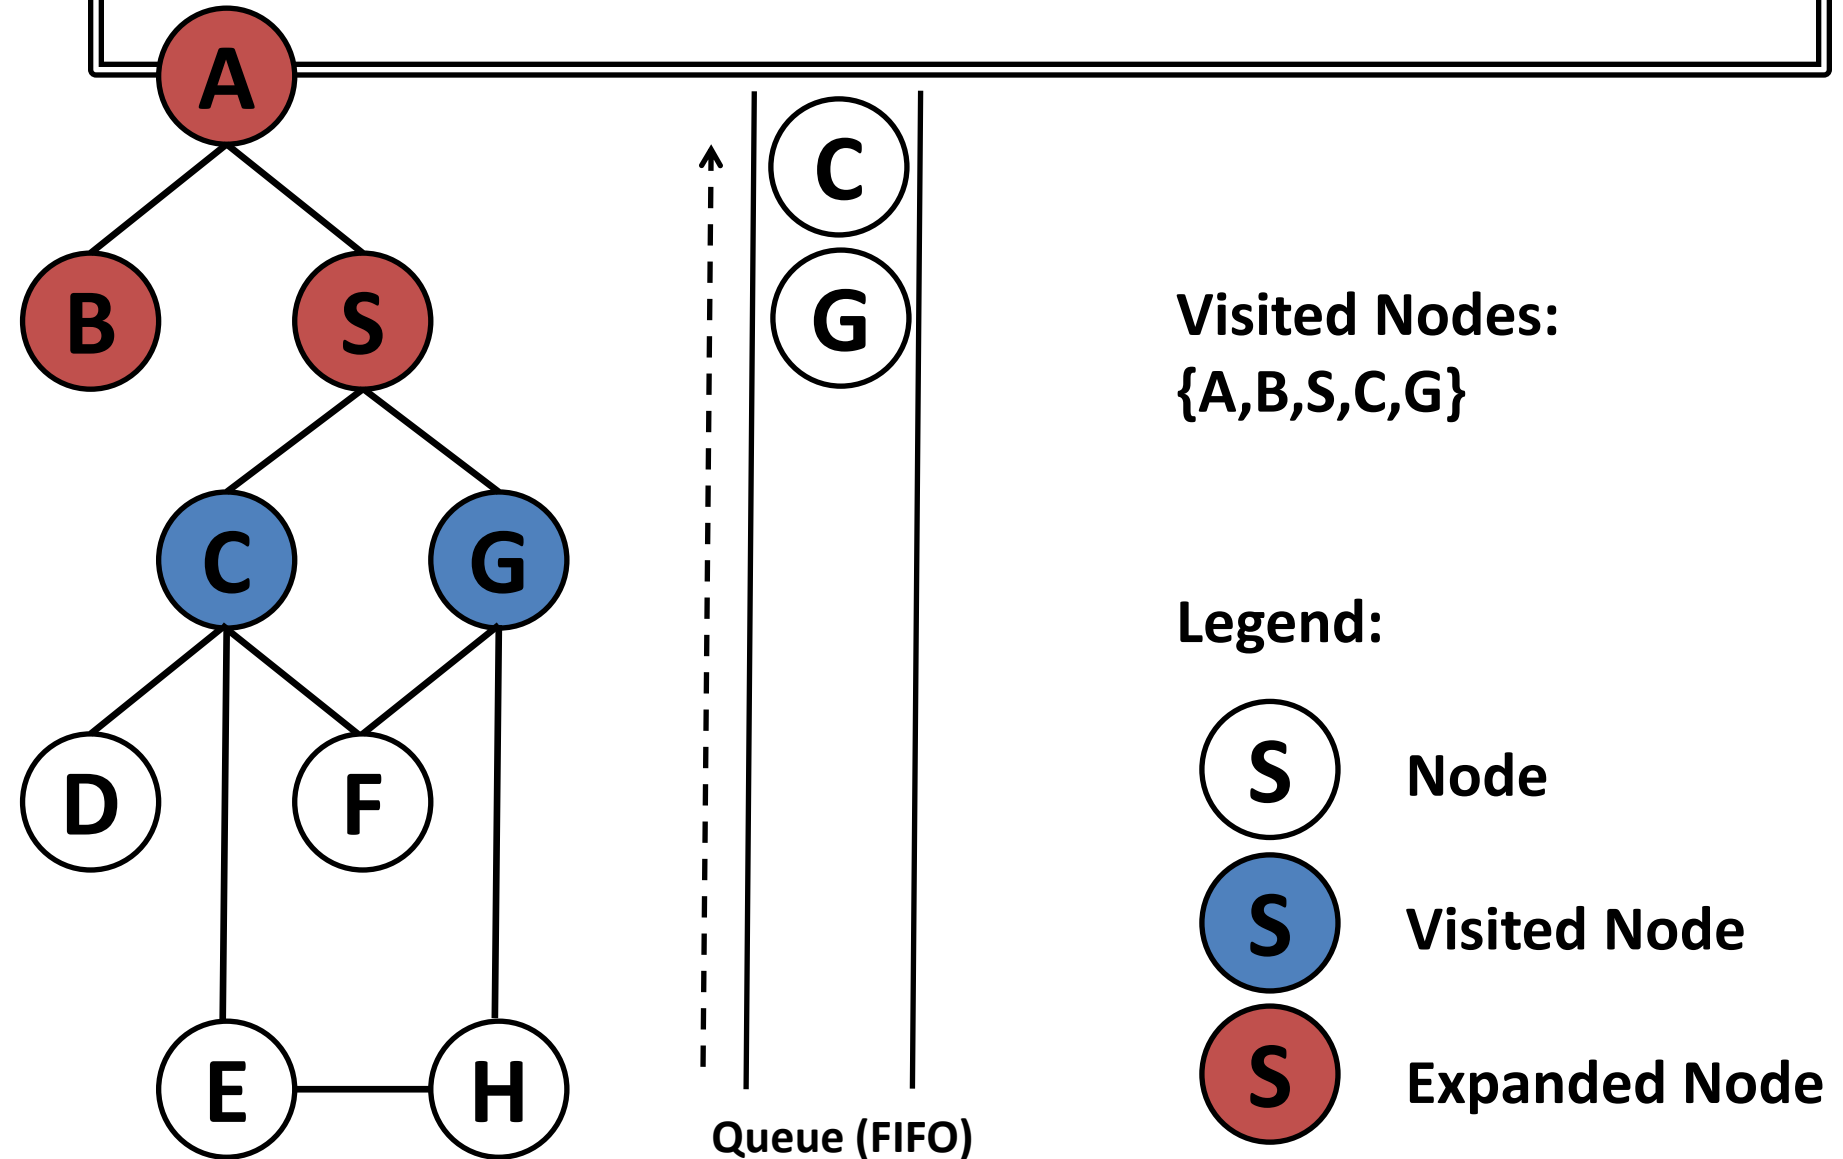 A
B
S
C
G
D
F
E
H
C
G
Queue (FIFO)
Visited Nodes:
{A,B,S,C,G}
Legend:
S Node
S Visited Node
S Expanded Node